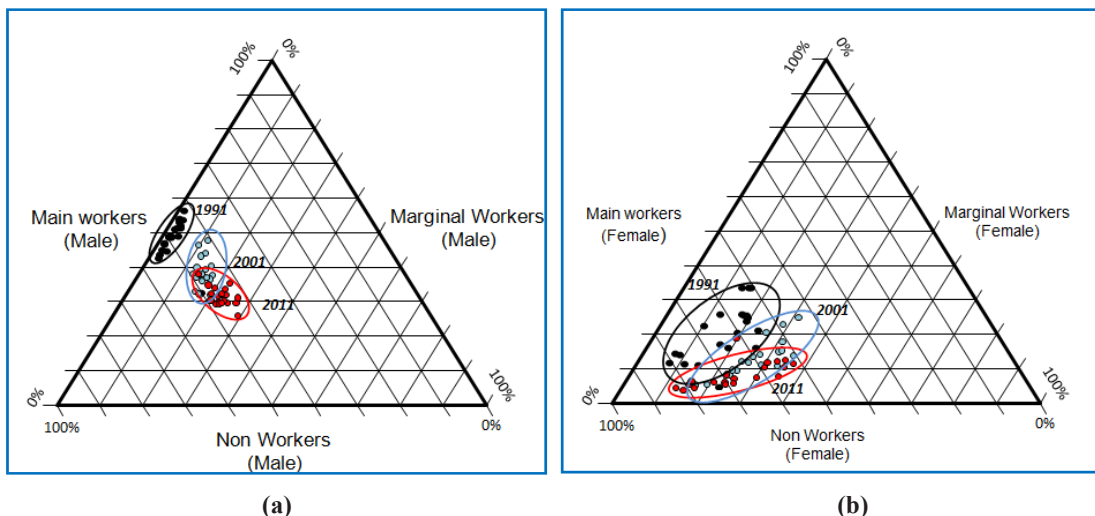 0%
100%
1991
Main workers
(Male)
Marginal Workers
(Male)
2001
2011
0%
100%
100%
0%
Non Workers
(Male)
(a)
0%
100%
Main workers
(Female)
Marginal Workers
(Female)
1991
2001
2011
0%
100%
100%
0%
Non Workers
(Female)
(b)